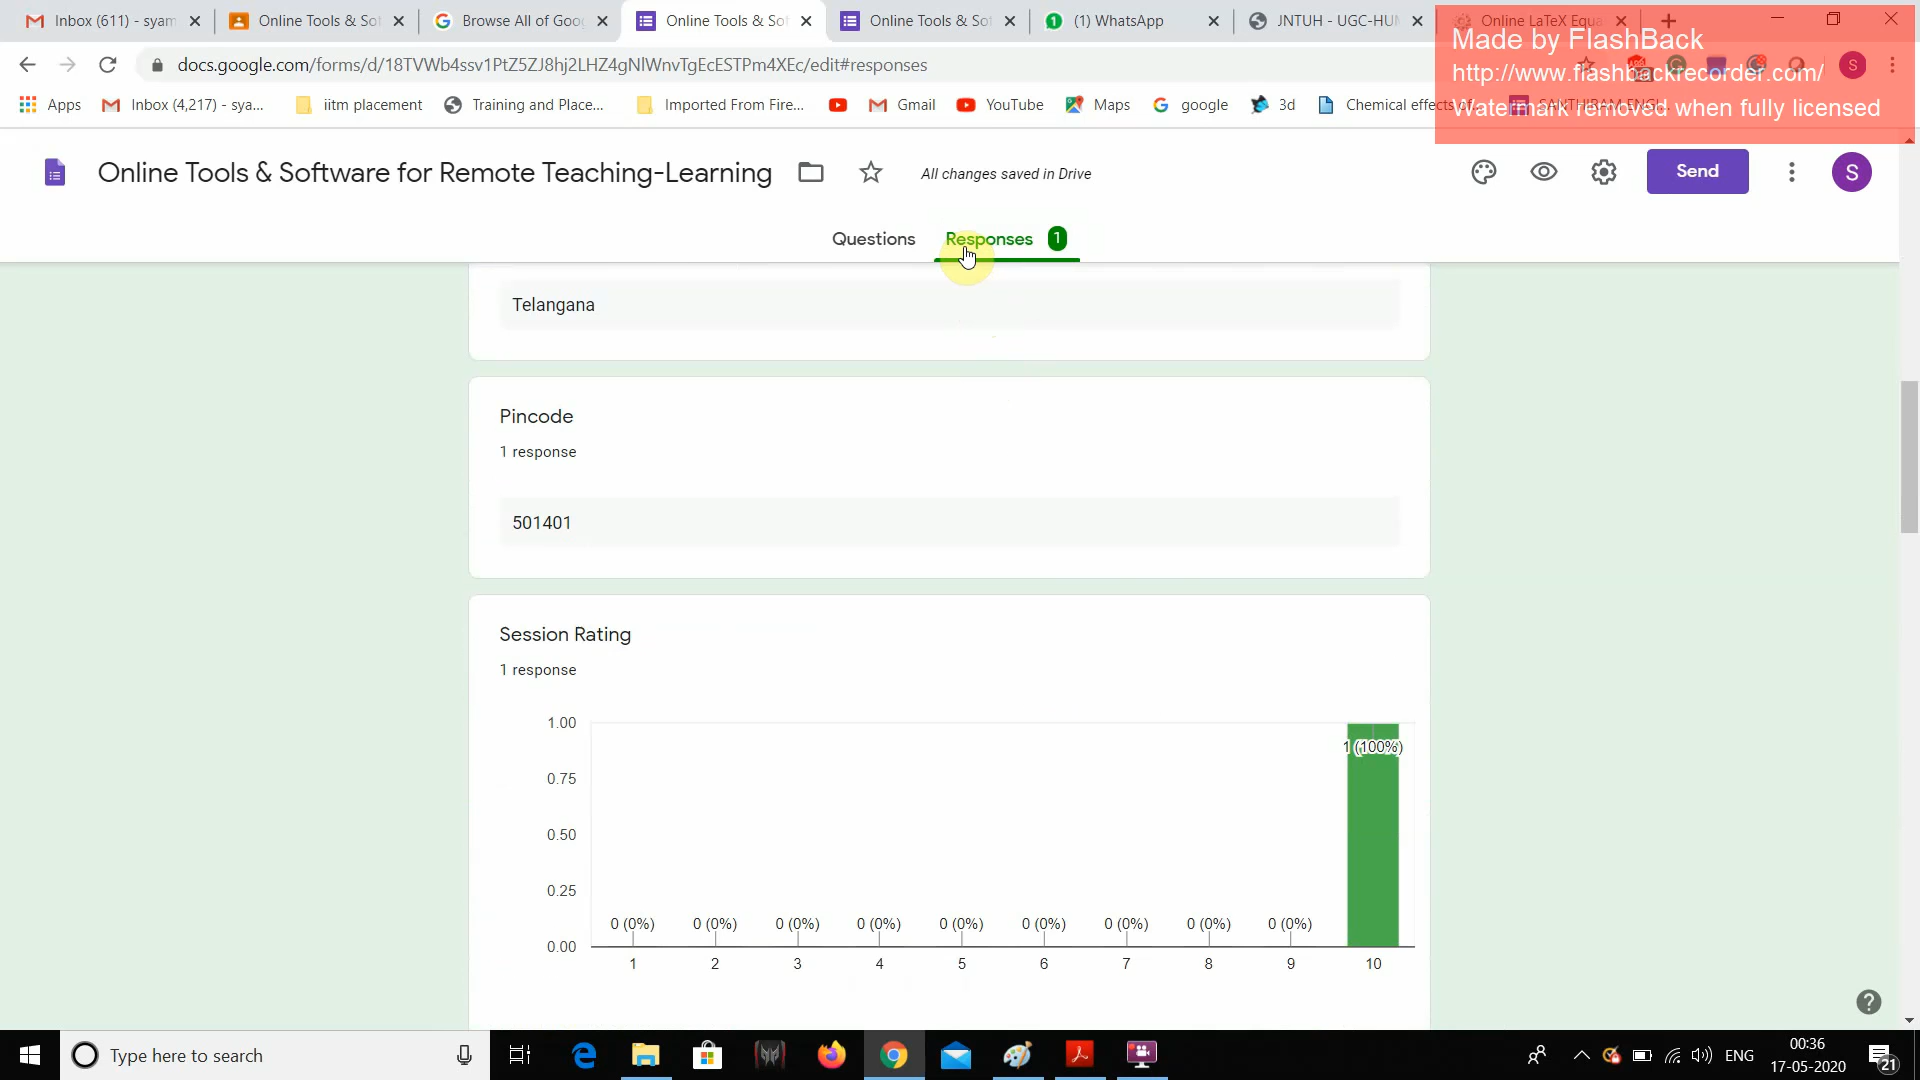 Inbox (611) - syam
Online Tools & Sof
Browse All of Goog
Online Tools & Sof
Online Tools & Sof
(1) WhatsApp
JNTUH - UGC-HUM
Online LaTeX Equa
Made by FlashBack
http://www.flashbackrecorder.com/
Watermark removed when fully licensed
docs.google.com/forms/d/18TVWb4ssv1PtZ5ZJ8hj2LHZ4gNlWnvTgEcESTPm4XEc/edit#responses
S
Apps
Inbox (4,217) - sya...
iitm placement
Training and Place...
Imported From Fire...
Gmail
YouTube
Maps
google
3d
Chemical effects of...
Online Tools & Software for Remote Teaching-Learning
All changes saved in Drive
Send
S
Questions
Responses
1
Telangana
Pincode
1 response
501401
Session Rating
1 response
1.00
0.75
0.50
0.25
0.00
1 (100%)
0 (0%) 0 (0%) 0 (0%) 0 (0%) 0 (0%) 0 (0%) 0 (0%) 0 (0%) 0 (0%)
1 2 3 4 5 6 7 8 9 10
Type here to search
ENG
00:36
17-05-2020
21